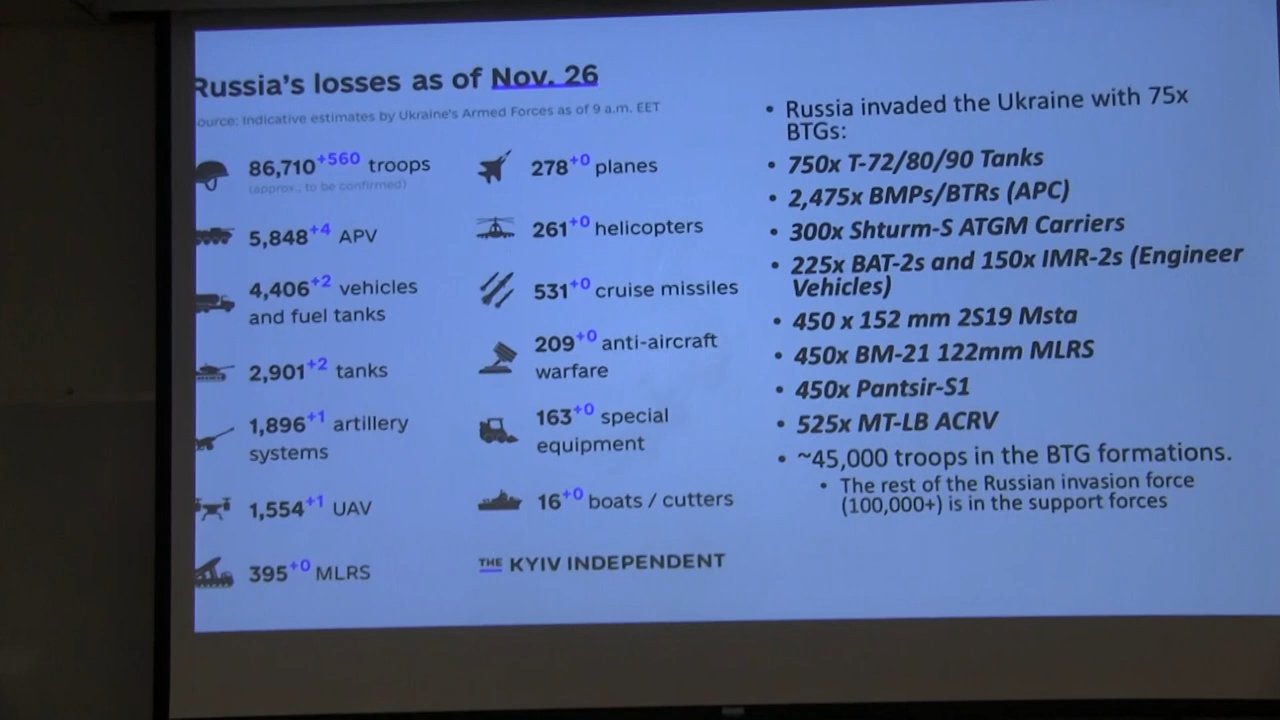 Russia's losses as of Nov. 26
ource: Indicative estimates by Ukraine's Armed Forces as of 9 a.m. EET
86,710+560 troops
(approx., to be confirmed)
5,848+4 APV
4,406+2 vehicles
and fuel tanks
2,901+2 tanks
1,896+1 artillery
systems
1,554+1 UAV
395+0 MLRS
278+0 planes
261+0 helicopters
531+0 cruise missiles
209+0 anti-aircraft
warfare
163+0 special
equipment
16+0 boats / cutters
THE KYIV INDEPENDENT
• Russia invaded the Ukraine with 75x
BTGs:
• 750x T-72/80/90 Tanks
• 2,475x BMPs/BTRs (APC)
• 300x Shturm-S ATGM Carriers
• 225x BAT-2s and 150x IMR-2s (Engineer
Vehicles)
• 450 x 152 mm 2S19 Msta
• 450x BM-21 122mm MLRS
• 450x Pantsir-S1
• 525x MT-LB ACRV
• ~45,000 troops in the BTG formations.
• The rest of the Russian invasion force
(100,000+) is in the support forces